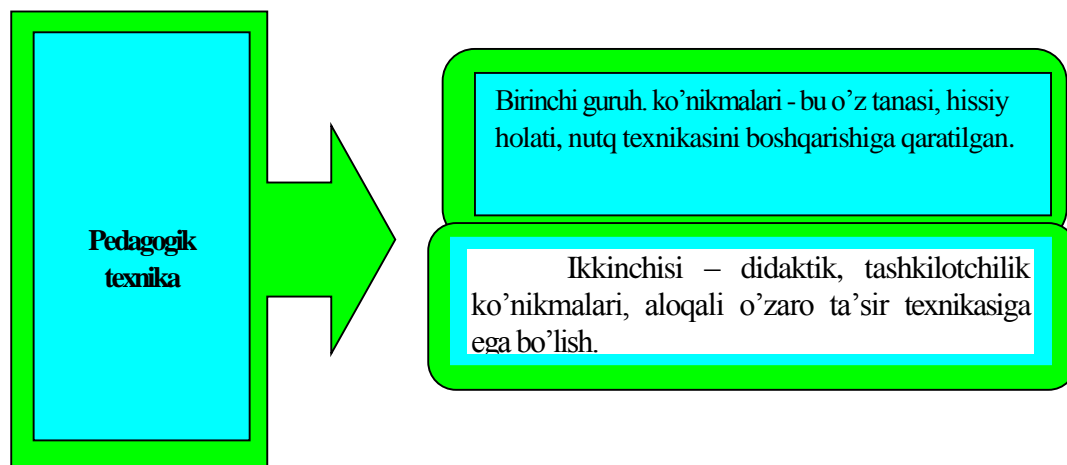 Pedagogik
texnika
Birinchi guruh. ko’nikmalari - bu o’z tanasi, hissiy
holati, nutq texnikasini boshqarishiga qaratilgan.
Ikkinchisi – didaktik, tashkilotchilik
ko’nikmalari, aloqali o’zaro ta’sir texnikasiga
ega bo’lish.